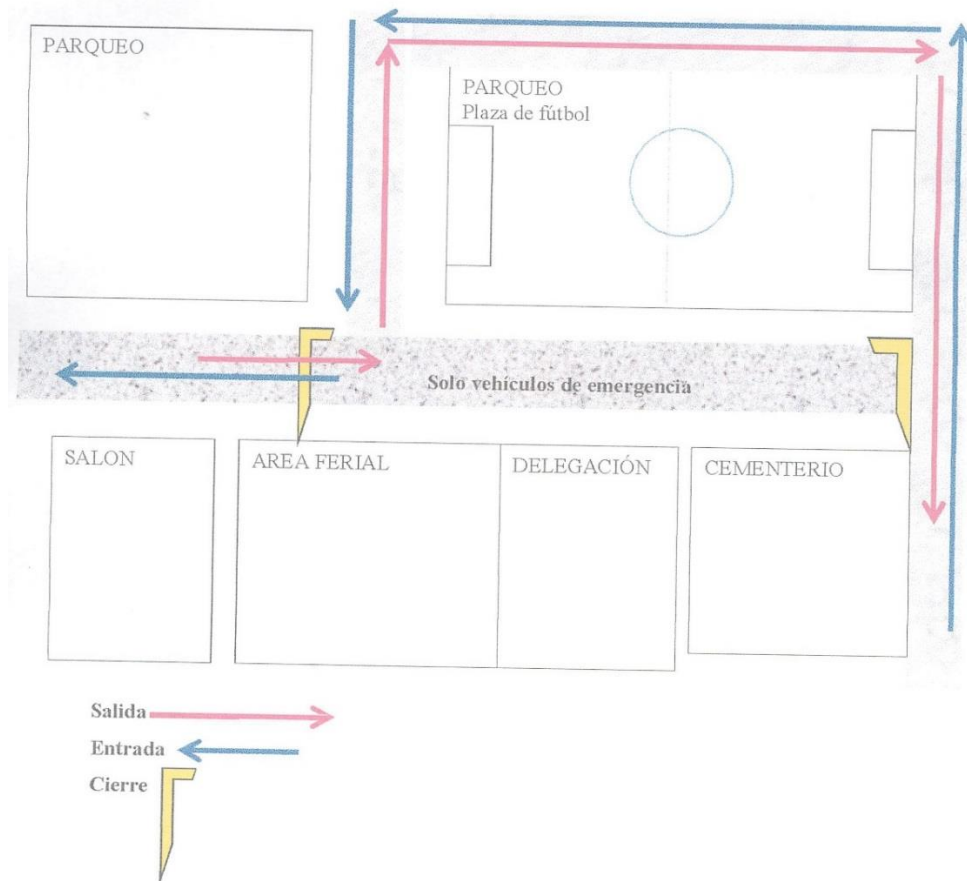 PARQUEO
PARQUEO
Plaza de fútbol
Solo vehículos de emergencia
SALON
AREA FERIAL
DELEGACIÓN
CEMENTERIO
Salida
Entrada
Cierre